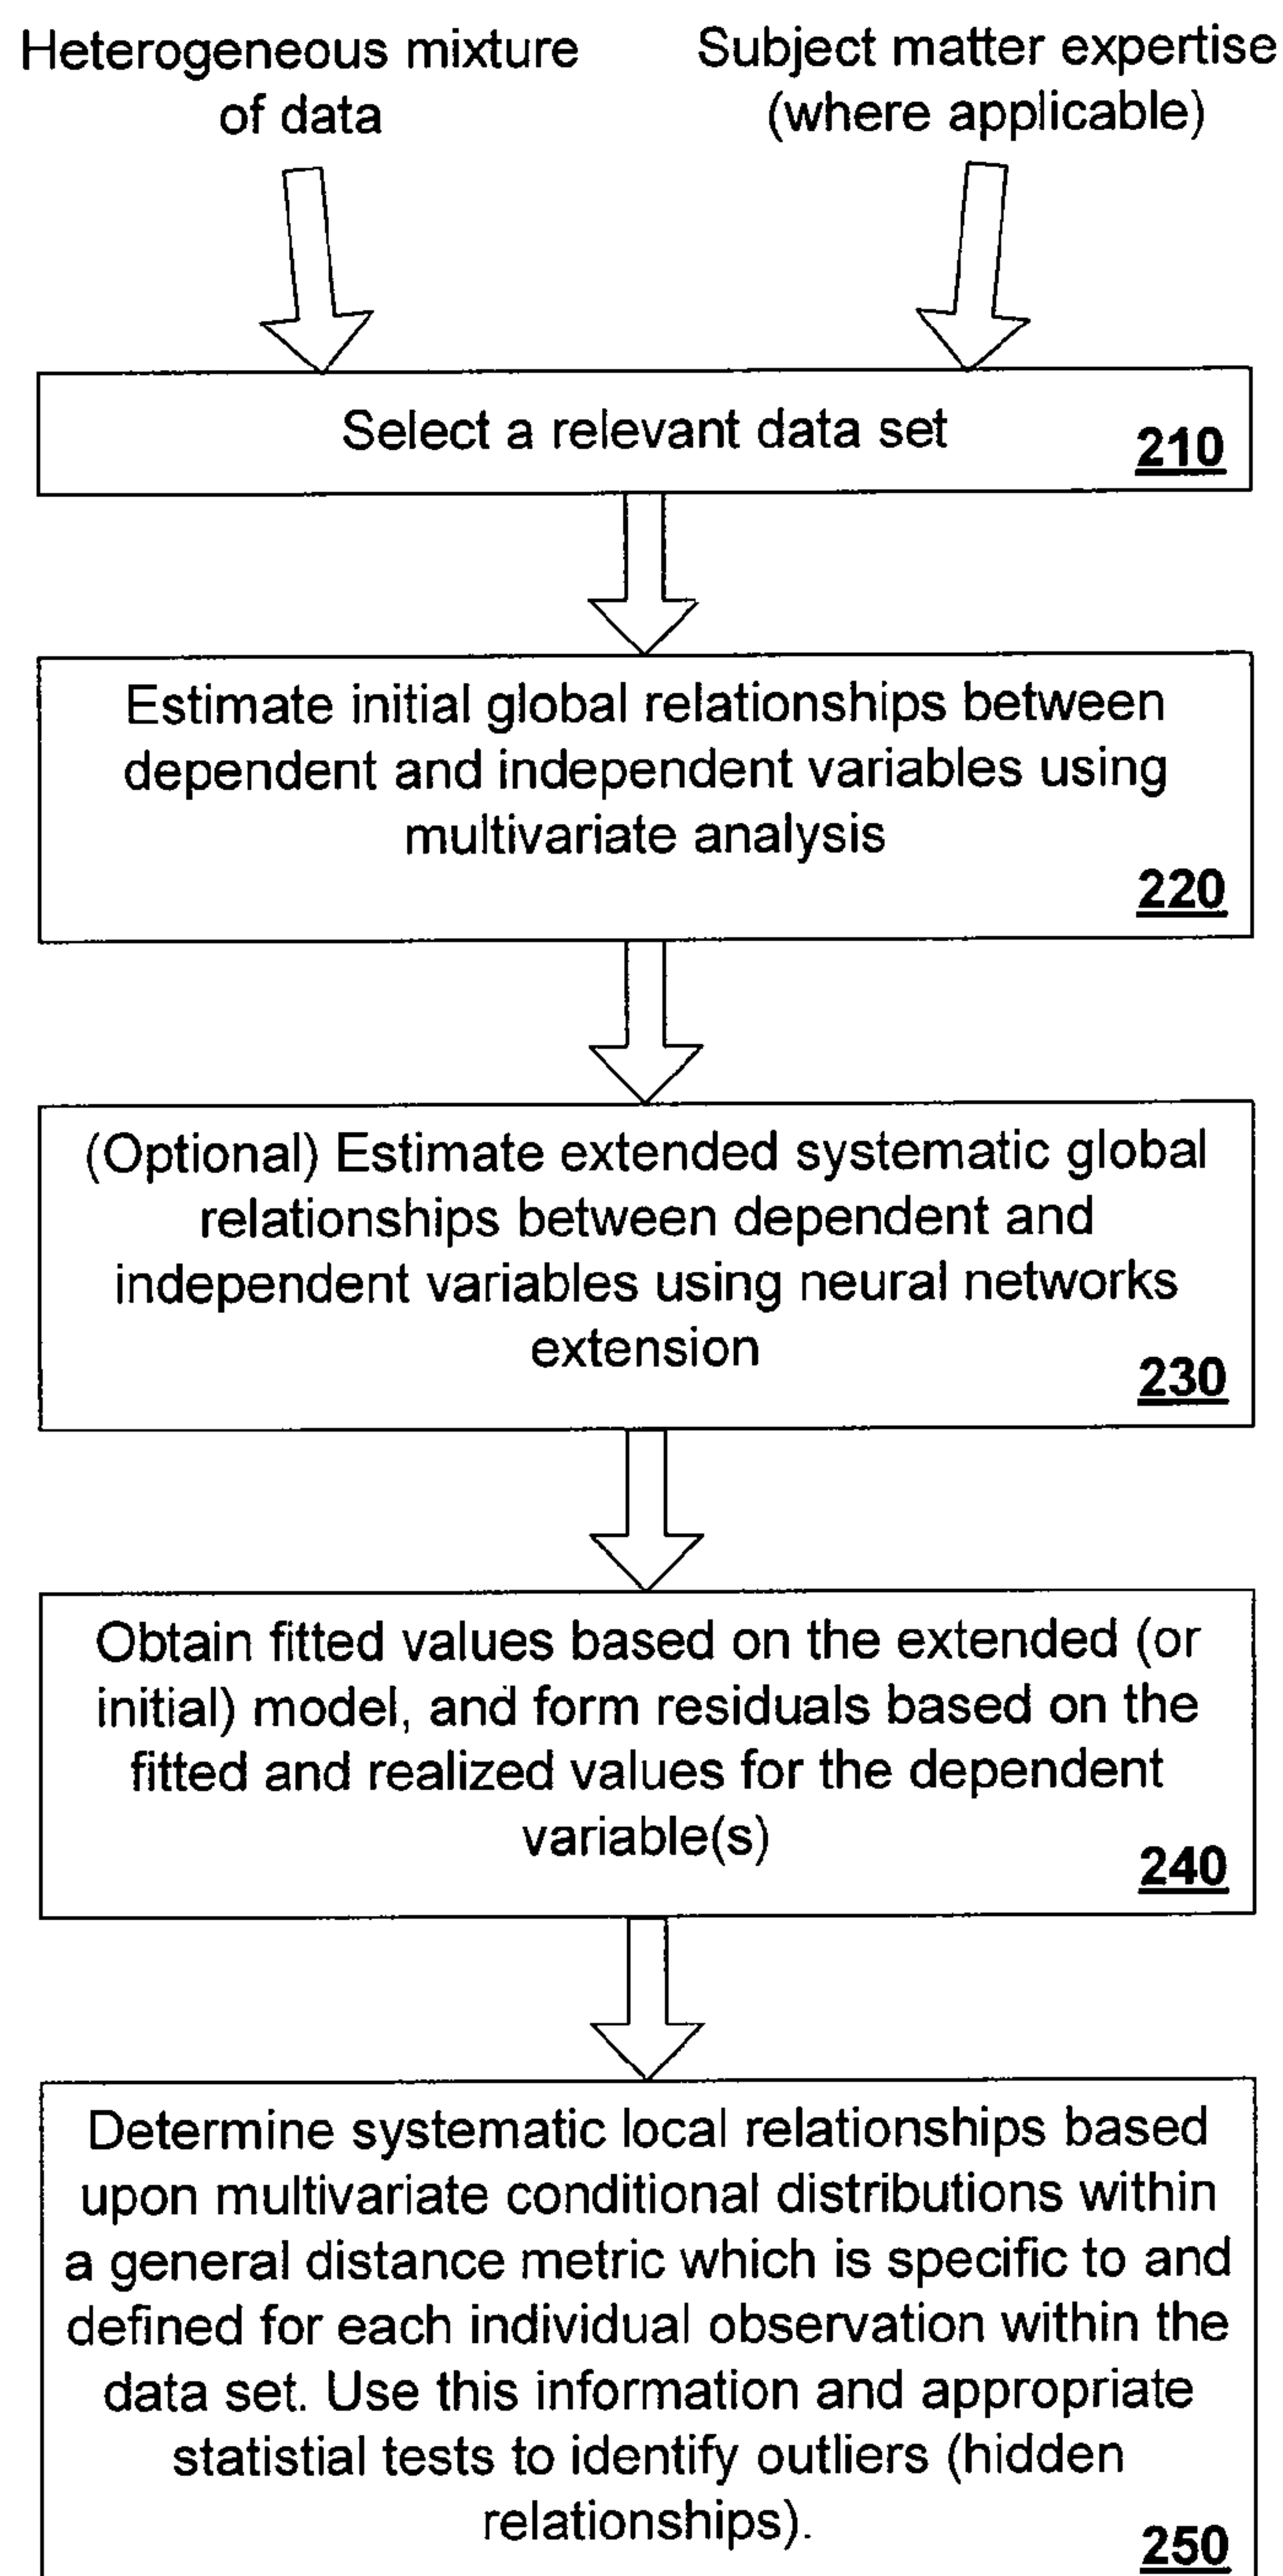 Heterogeneous mixture
of data
Subject matter expertise
(where applicable)
Select a relevant data set
210
Estimate initial global relationships between
dependent and independent variables using
multivariate analysis
220
(Optional) Estimate extended systematic global
relationships between dependent and
independent variables using neural networks
extension
230
Obtain fitted values based on the extended (or
initial) model, and form residuals based on the
fitted and realized values for the dependent
variable(s)
240
Determine systematic local relationships based
upon multivariate conditional distributions within
a general distance metric which is specific to and
defined for each individual observation within the
data set. Use this information and appropriate
statistial tests to identify outliers (hidden
relationships).
250